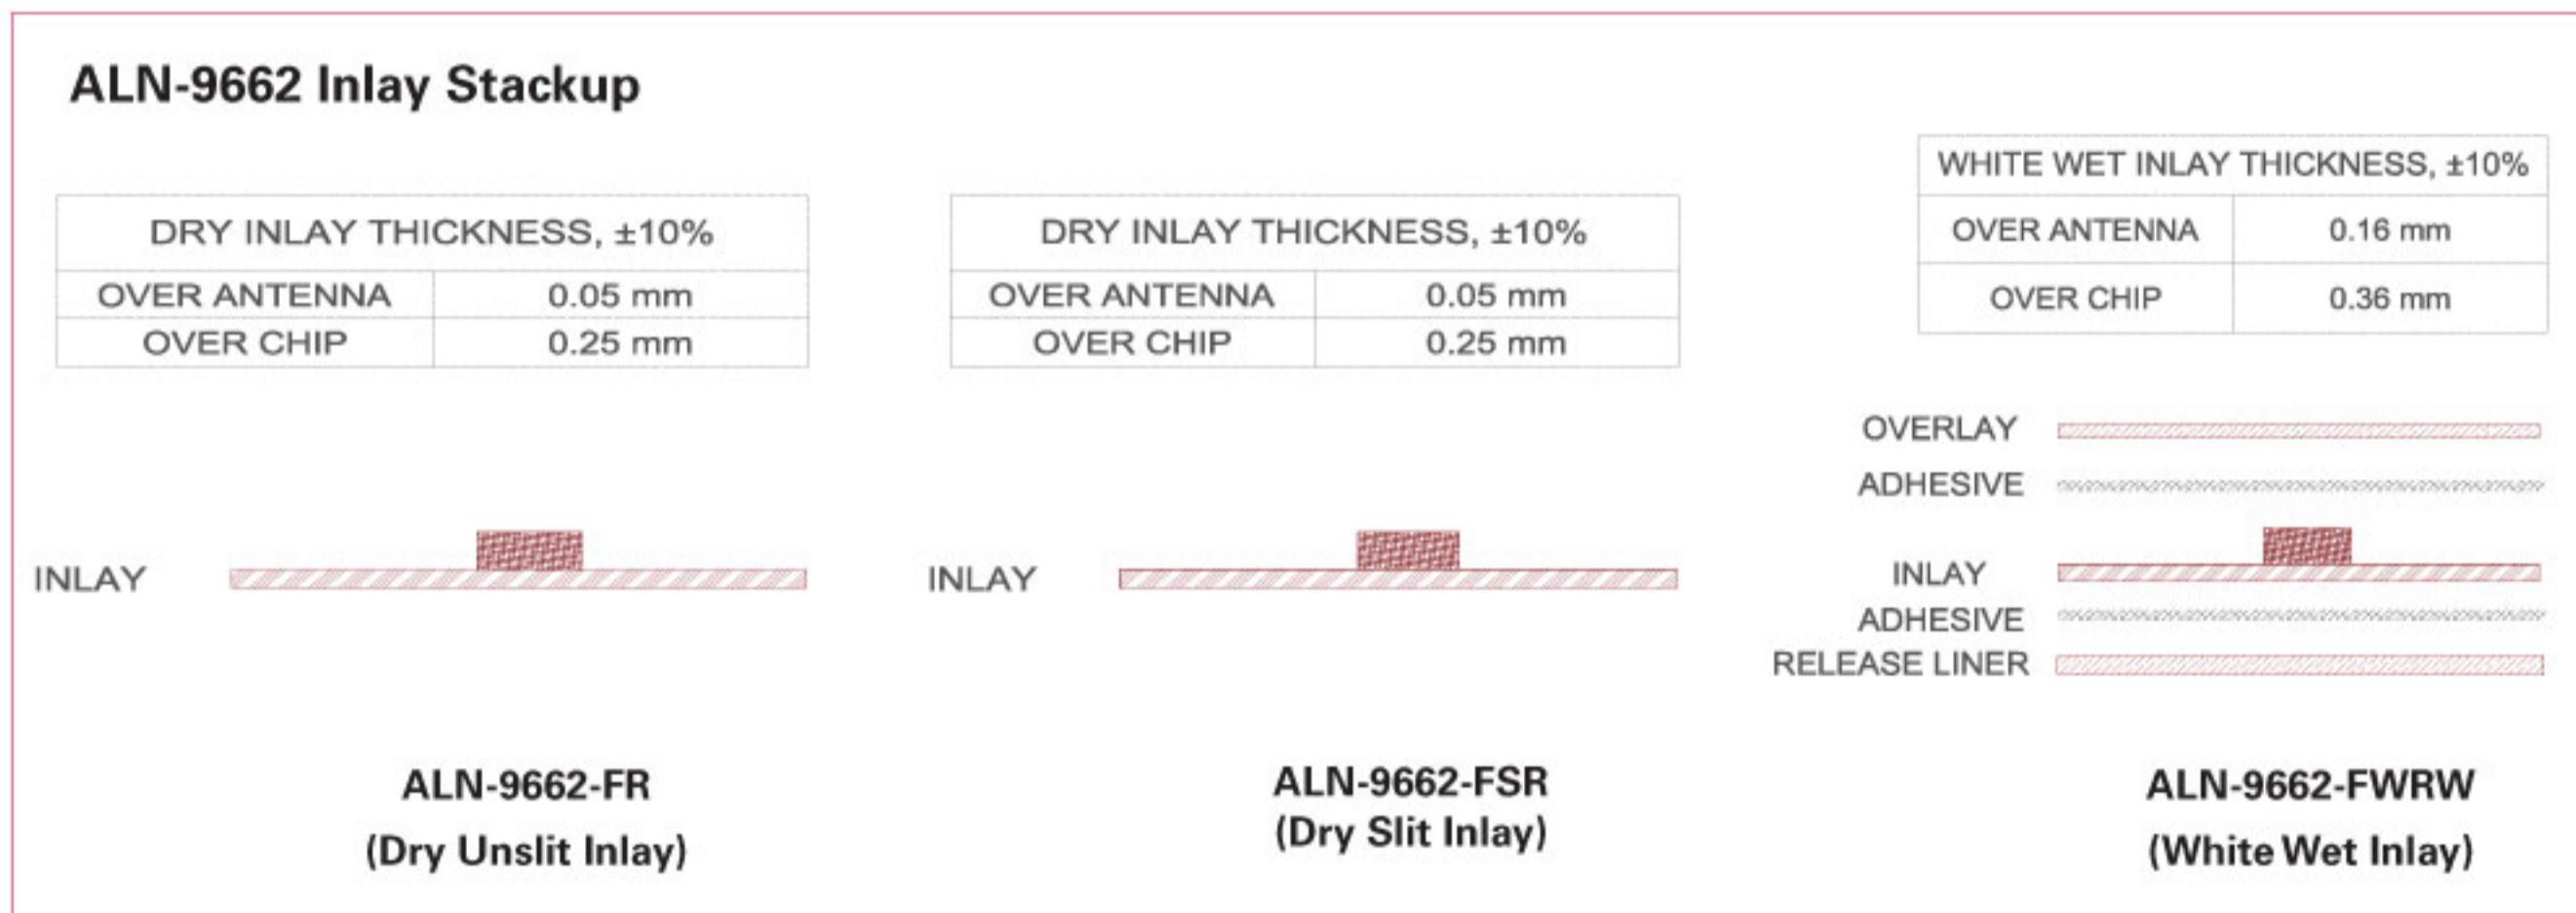 ALN-9662 Inlay Stackup
DRY INLAY THICKNESS, ±10%
OVER ANTENNA 0.05 mm
OVER CHIP 0.25 mm
INLAY
ALN-9662-FR
(Dry Unslit Inlay)
DRY INLAY THICKNESS, ±10%
OVER ANTENNA 0.05 mm
OVER CHIP 0.25 mm
INLAY
ALN-9662-FSR
(Dry Slit Inlay)
WHITE WET INLAY THICKNESS, ±10%
OVER ANTENNA 0.16 mm
OVER CHIP 0.36 mm
OVERLAY
ADHESIVE
INLAY
ADHESIVE
RELEASE LINER
ALN-9662-FWRW
(White Wet Inlay)